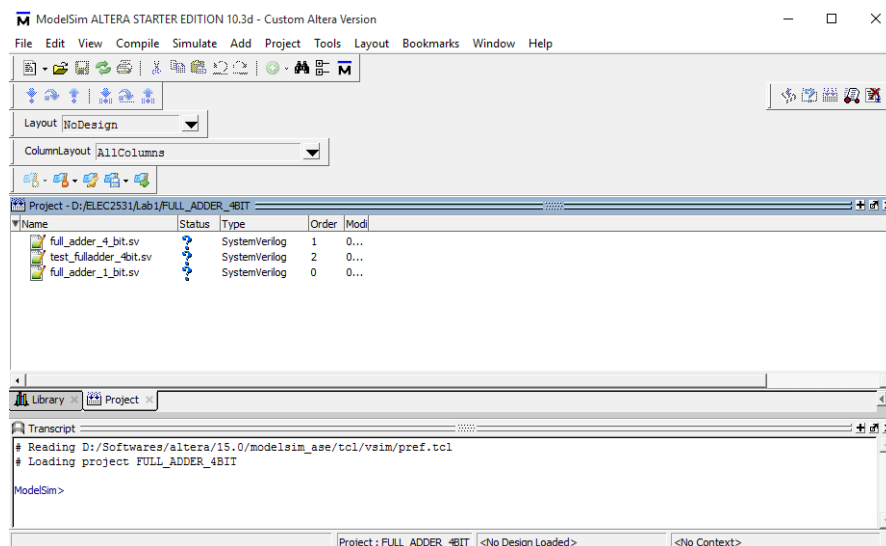 ModelSim ALTERA STARTER EDITION 10.3d - Custom Altera Version
File Edit View Compile Simulate Add Project Tools Layout Bookmarks Window Help
Layout NoDesign
ColumnLayout AllColumns
Project - D:/ELEC2531/Lab1/FULL_ADDER_4BIT
Name Status Type Order Modi
full_adder_4_bit.sv ? SystemVerilog 1 0...
test_fulladder_4bit.sv ? SystemVerilog 2 0...
full_adder_1_bit.sv ? SystemVerilog 0 0...
Library Project
Transcript
# Reading D:/Softwares/altera/15.0/modelsim_ase/tcl/vsim/pref.tcl
# Loading project FULL_ADDER_4BIT
ModelSim>
Project : FULL_ADDER_4BIT <No Design Loaded> <No Context>